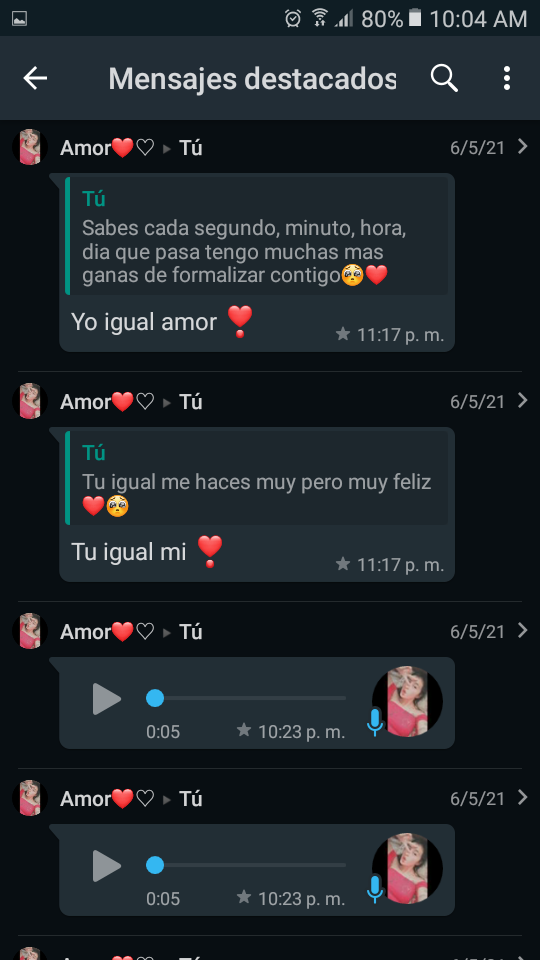 80% 10:04 AM
Mensajes destacados
Amor❤️♡ ▸ Tú 6/5/21
Tú
Sabes cada segundo, minuto, hora,
dia que pasa tengo muchas mas
ganas de formalizar contigo🥺❤️
Yo igual amor ❣️
★ 11:17 p. m.
Amor❤️♡ ▸ Tú 6/5/21
Tú
Tu igual me haces muy pero muy feliz
❤️🥺
Tu igual mi ❣️
★ 11:17 p. m.
Amor❤️♡ ▸ Tú 6/5/21
0:05 ★ 10:23 p. m.
Amor❤️♡ ▸ Tú 6/5/21
0:05 ★ 10:23 p. m.